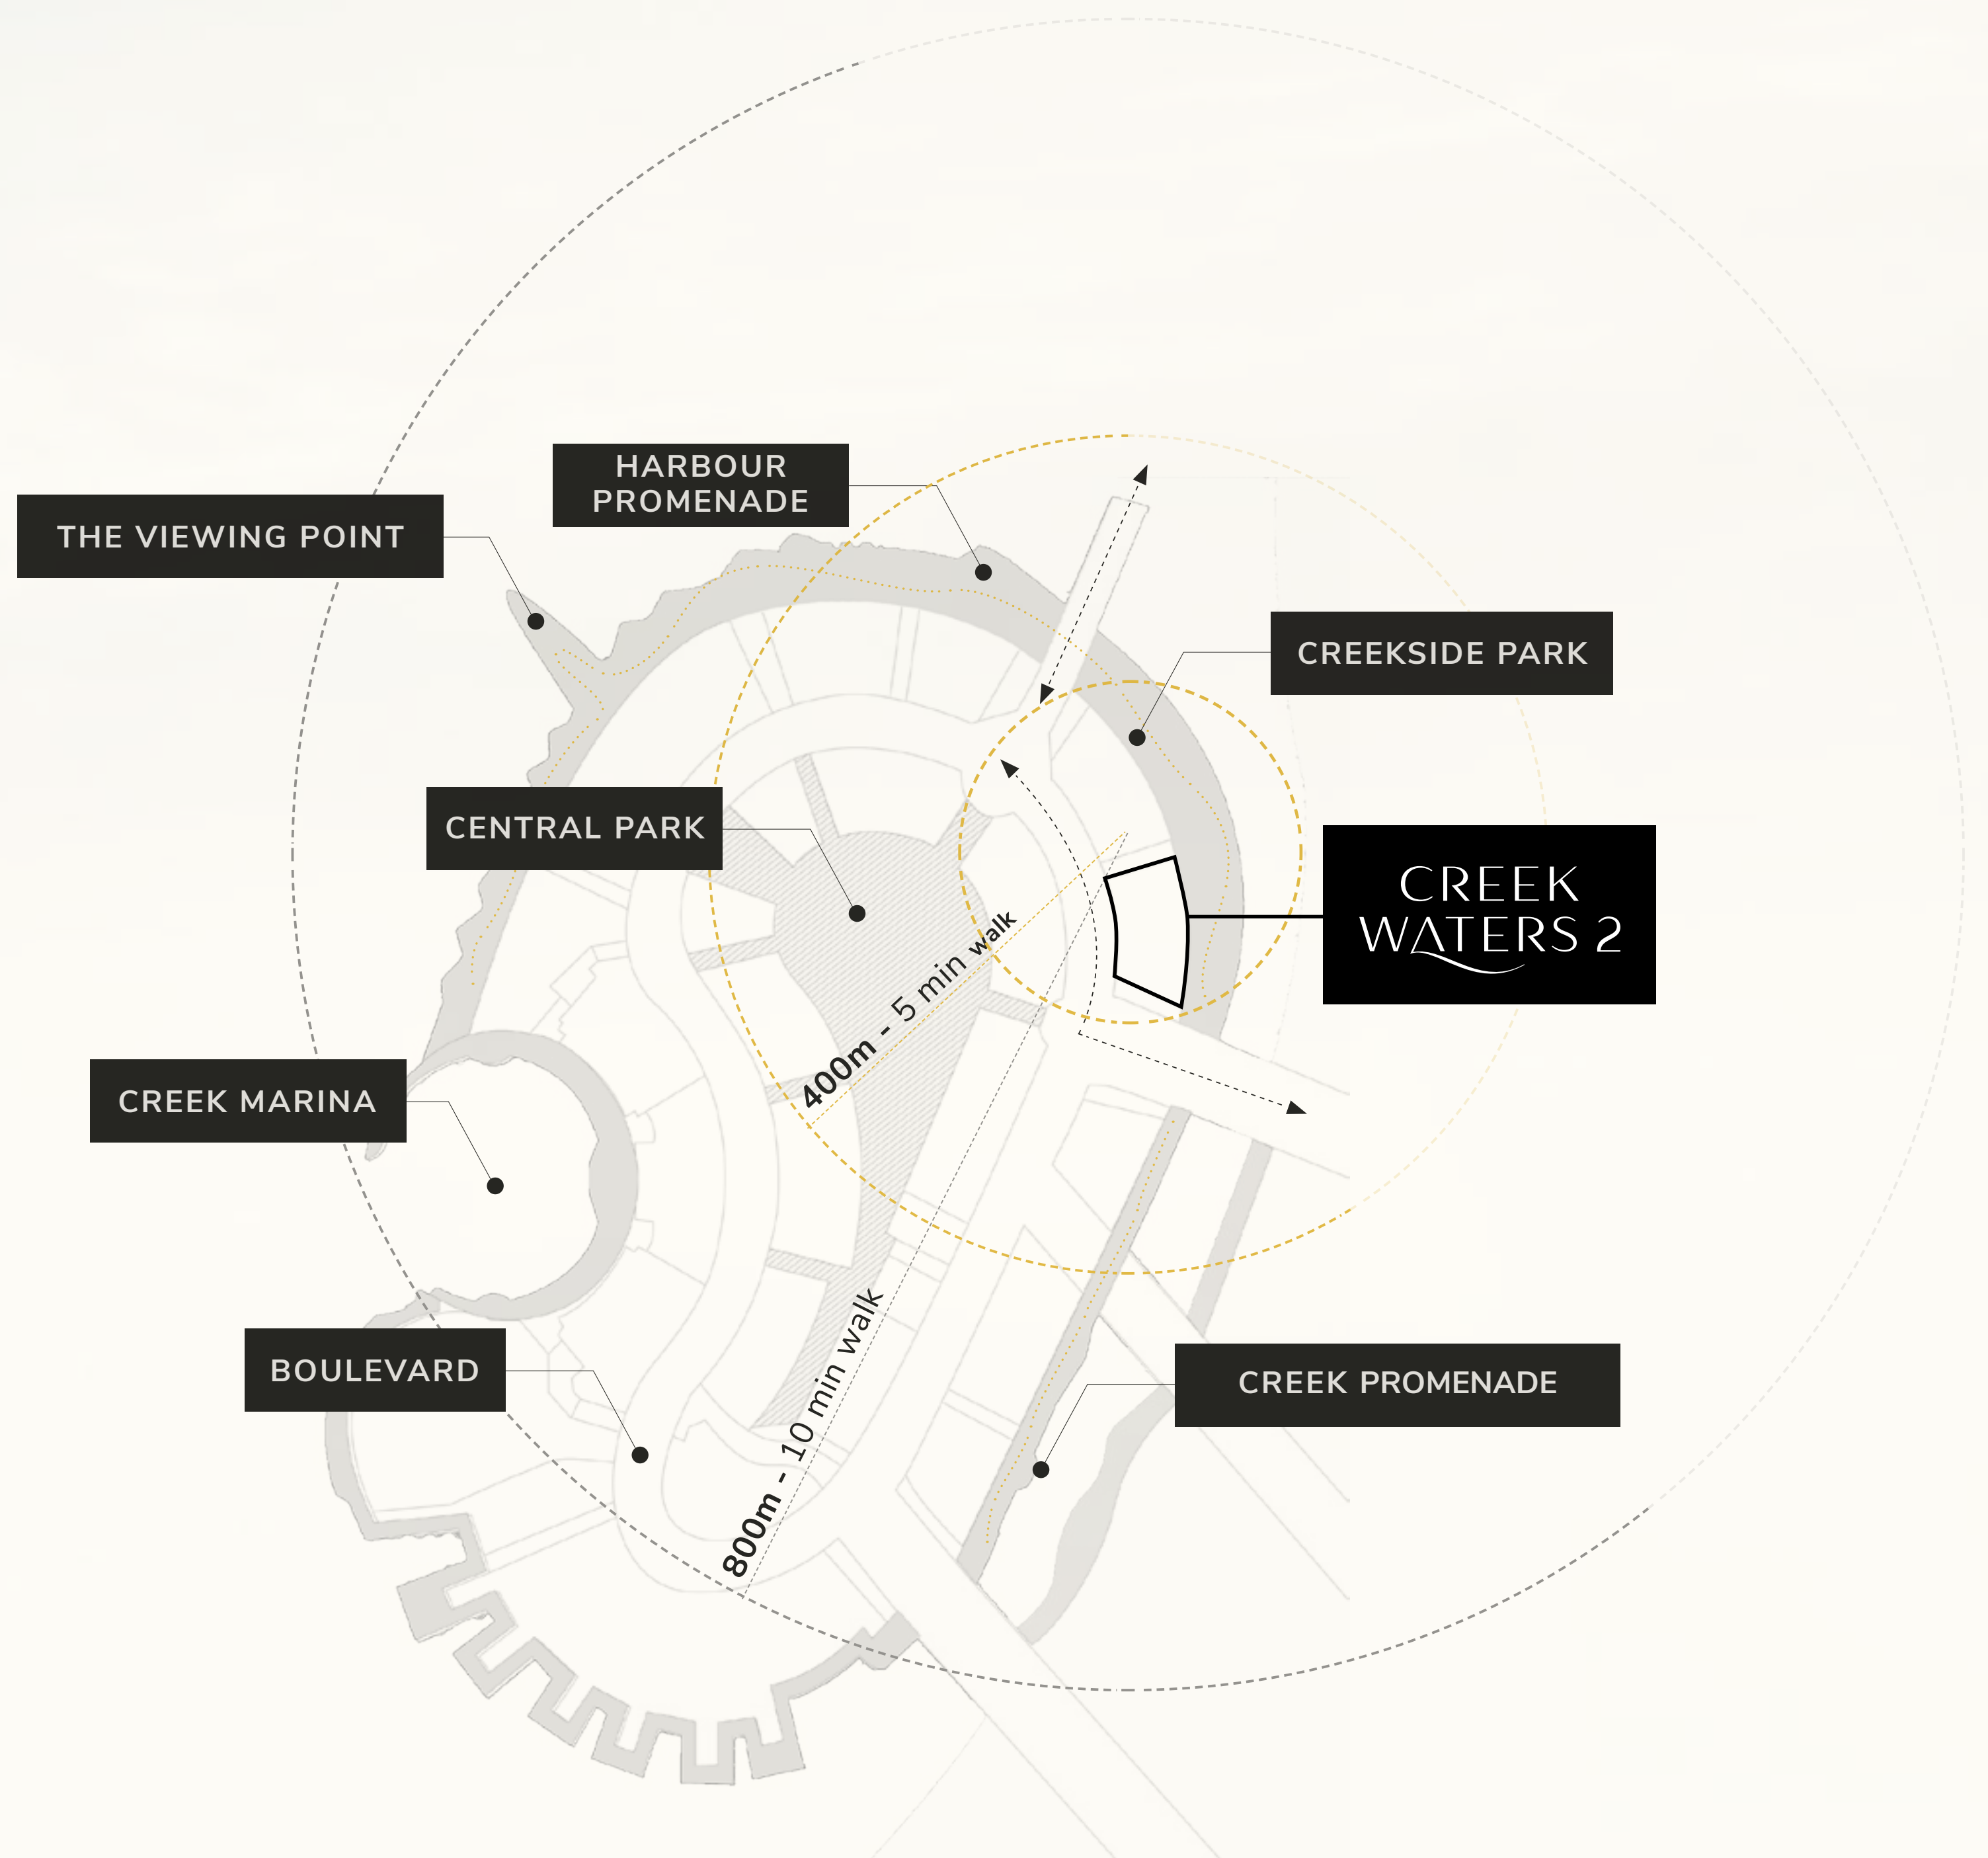 HARBOUR
PROMENADE
THE VIEWING POINT
CREEKSIDE PARK
CENTRAL PARK
CREEK
WATERS 2
400m - 5 min walk
CREEK MARINA
BOULEVARD
CREEK PROMENADE
800m - 10 min walk